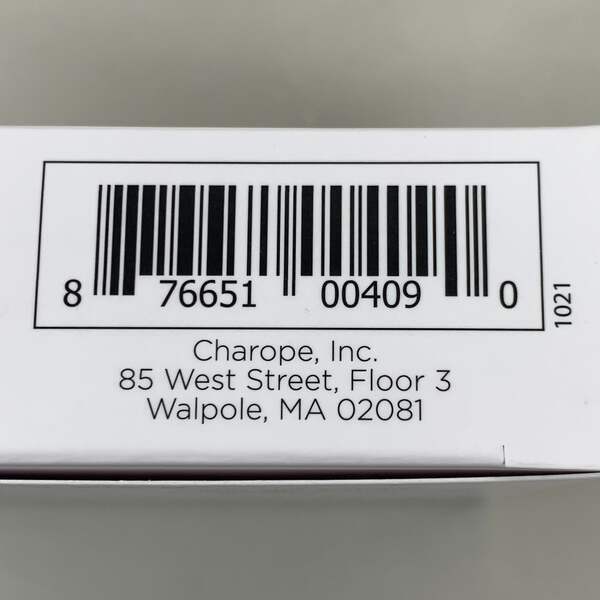 8 76651 00409 0
1021
Charope, Inc.
85 West Street, Floor 3
Walpole, MA 02081